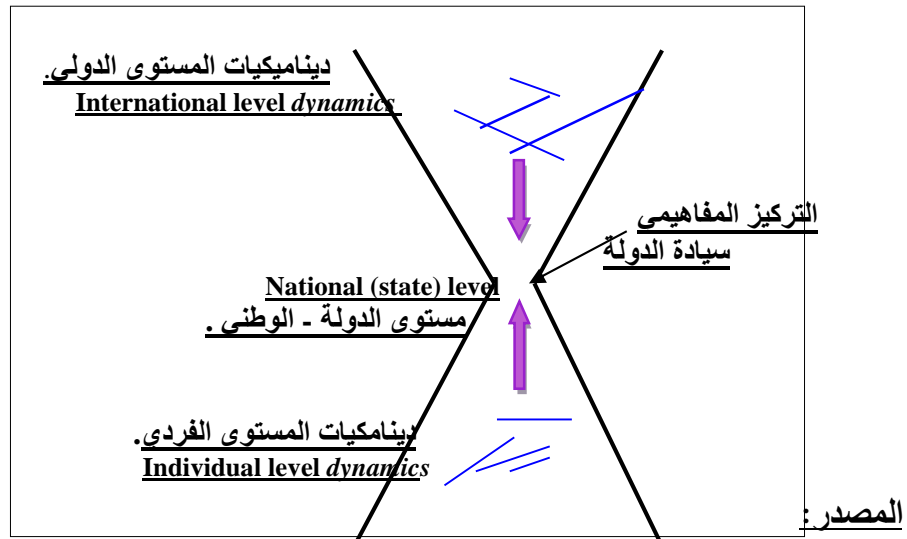 ديناميكيات المستوى الدولي.
International level dynamics
التركيز المفاهيمي
سيادة الدولة
National (state) level
مستوى الدولة - الوطني .
دينامكيات المستوى الفردي.
Individual level dynamics
المصدر: